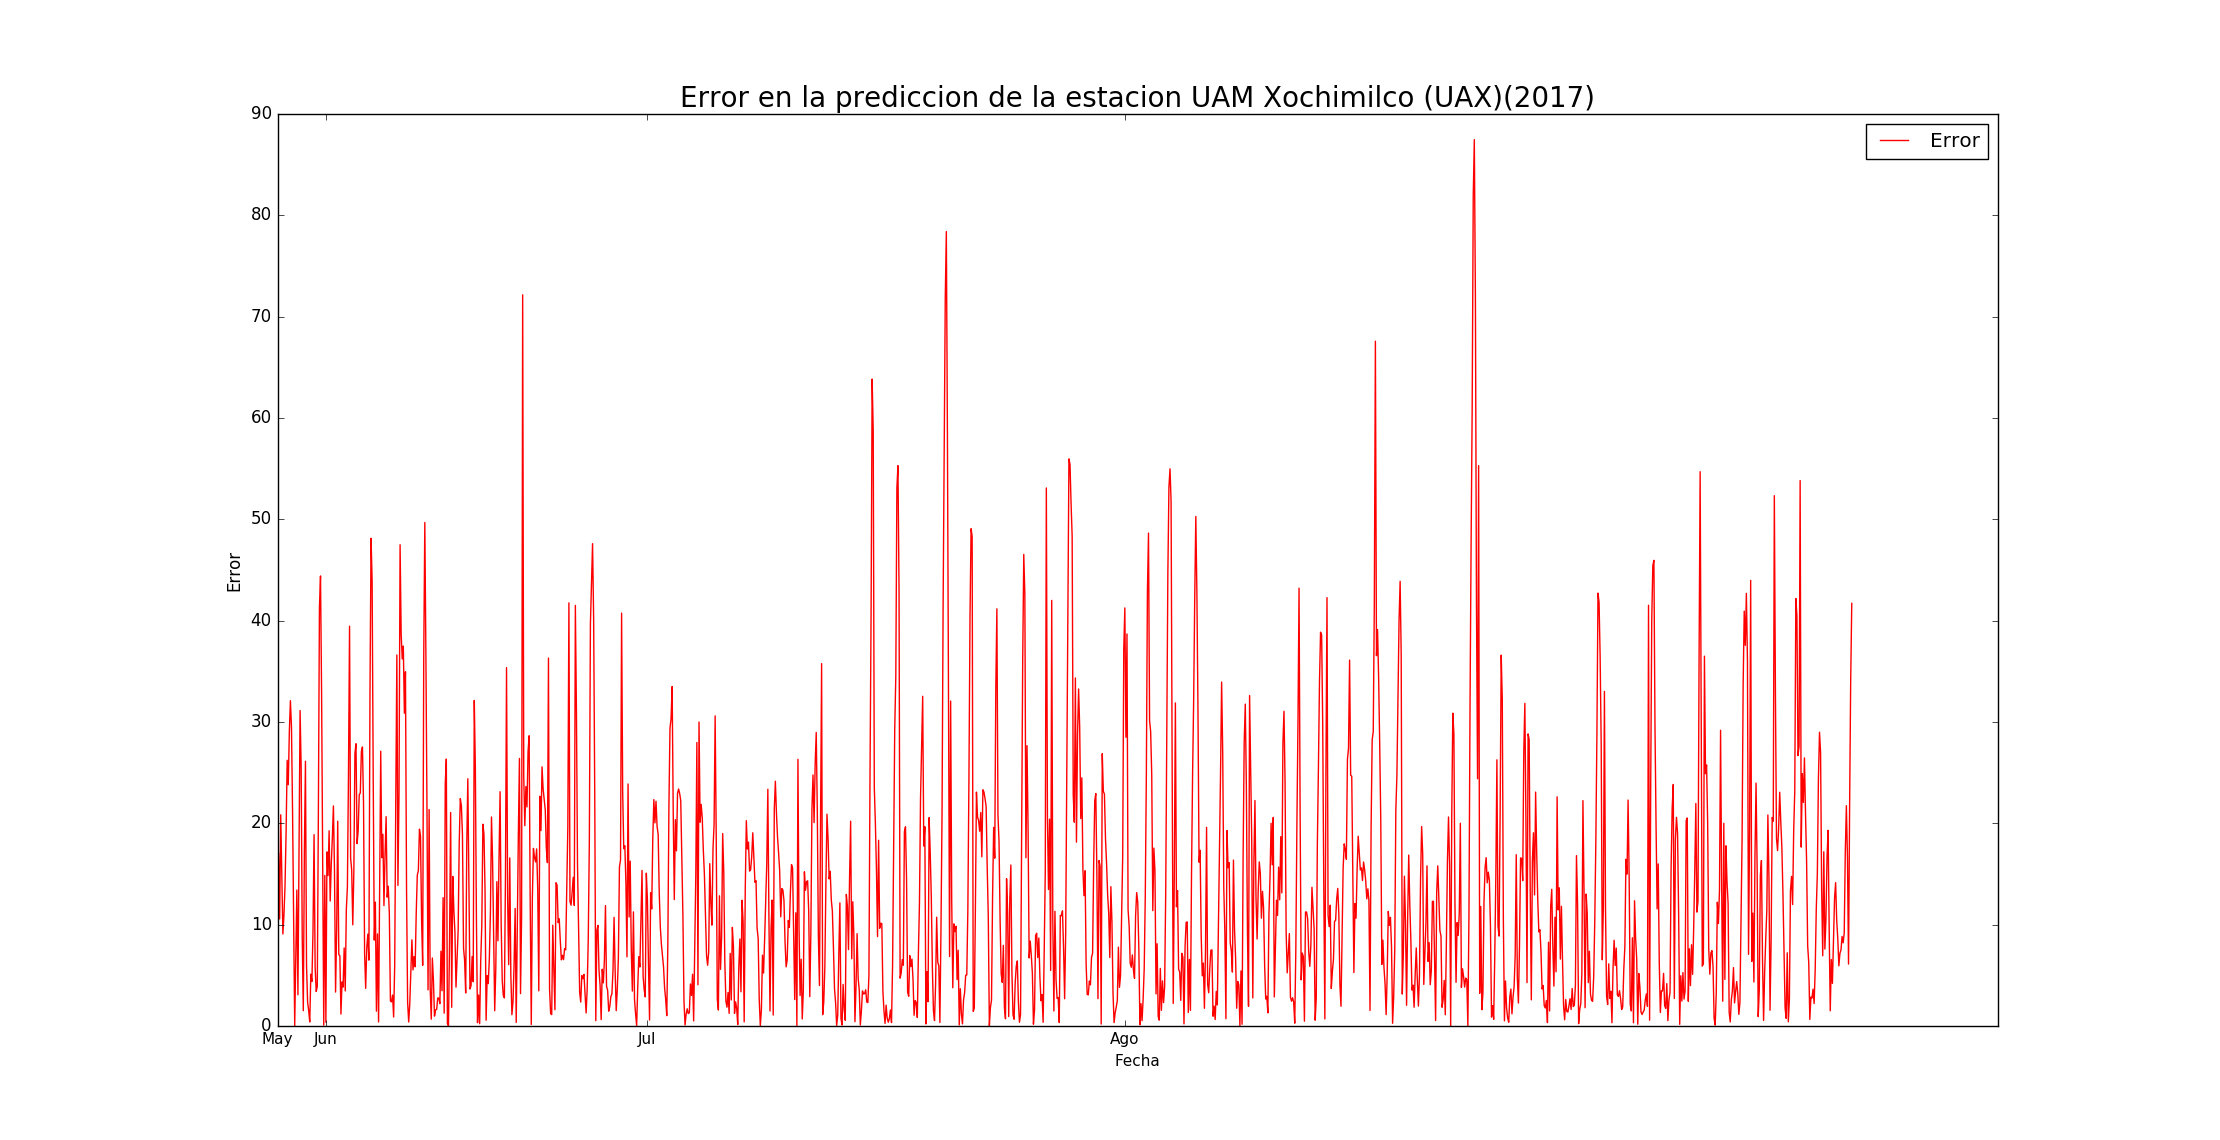 Error en la prediccion de la estacion UAM Xochimilco (UAX)(2017)
90
80
70
60
50
40
30
20
10
0
Error
Error
May Jun Jul Ago
Fecha